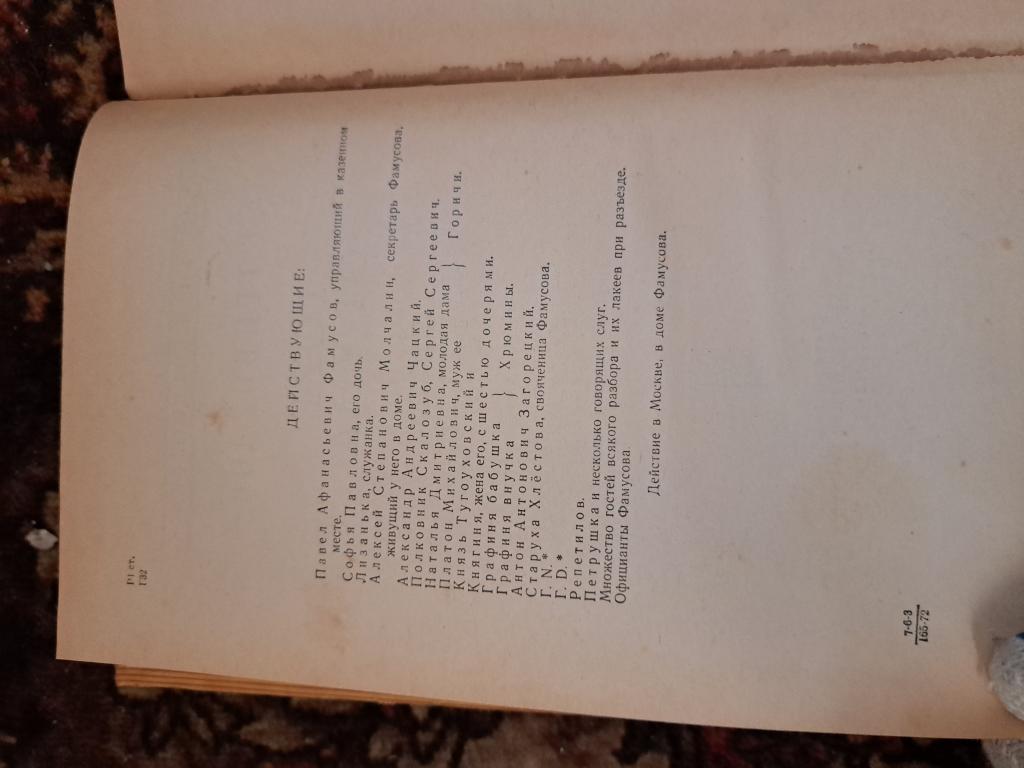 Р1 ст.
Г32
ДЕЙСТВУЮЩИЕ:
Павел Афанасьевич Фамусов, управляющий в казенном
месте.
Софья Павловна, его дочь.
Лизанька, служанка.
Алексей Степанович Молчалин, секретарь Фамусова,
живущий у него в доме.
Александр Андреевич Чацкий.
Полковник Скалозуб, Сергей Сергеевич.
Наталья Дмитриевна, молодая дама } Горичи.
Платон Михайлович, муж ее
Князь Тугоуховский и
Княгиня, жена его, с шестью дочерями.
Графиня бабушка } Хрюмины.
Графиня внучка
Антон Антонович Загорецкий.
Старуха Хлёстова, свояченица Фамусова.
Г. N.*
Г. D.*
Репетилов.
Петрушка и несколько говорящих слуг.
Множество гостей всякого разбора и их лакеев при разъезде.
Официанты Фамусова
Действие в Москве, в доме Фамусова.
7-6-3
165-72